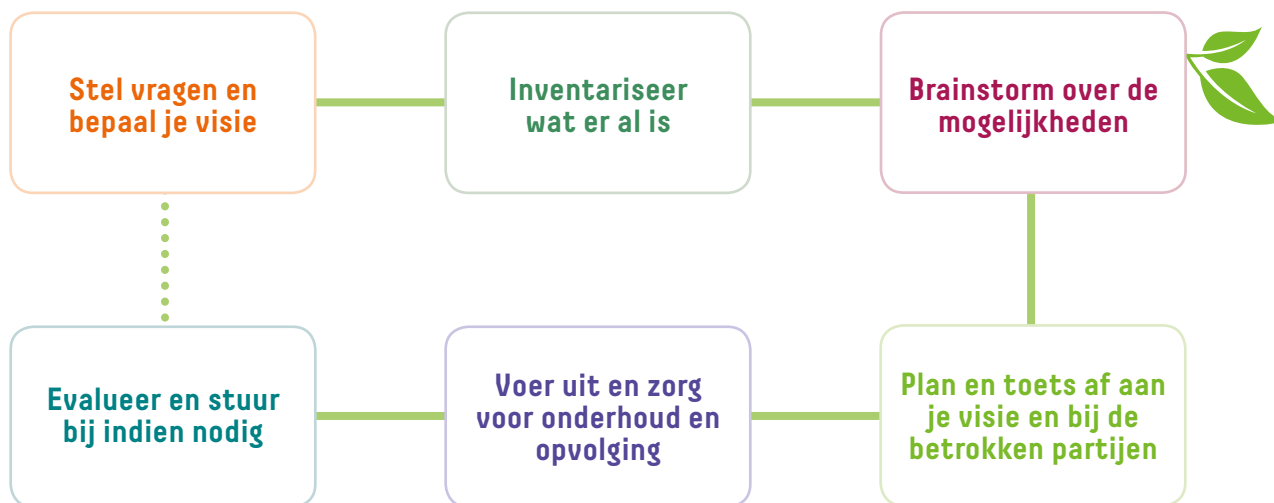 Stel vragen en
bepaal je visie
Inventariseer
wat er al is
Brainstorm over de
mogelijkheden
Plan en toets af aan
je visie en bij de
betrokken partijen
Voer uit en zorg
voor onderhoud en
opvolging
Evalueer en stuur
bij indien nodig